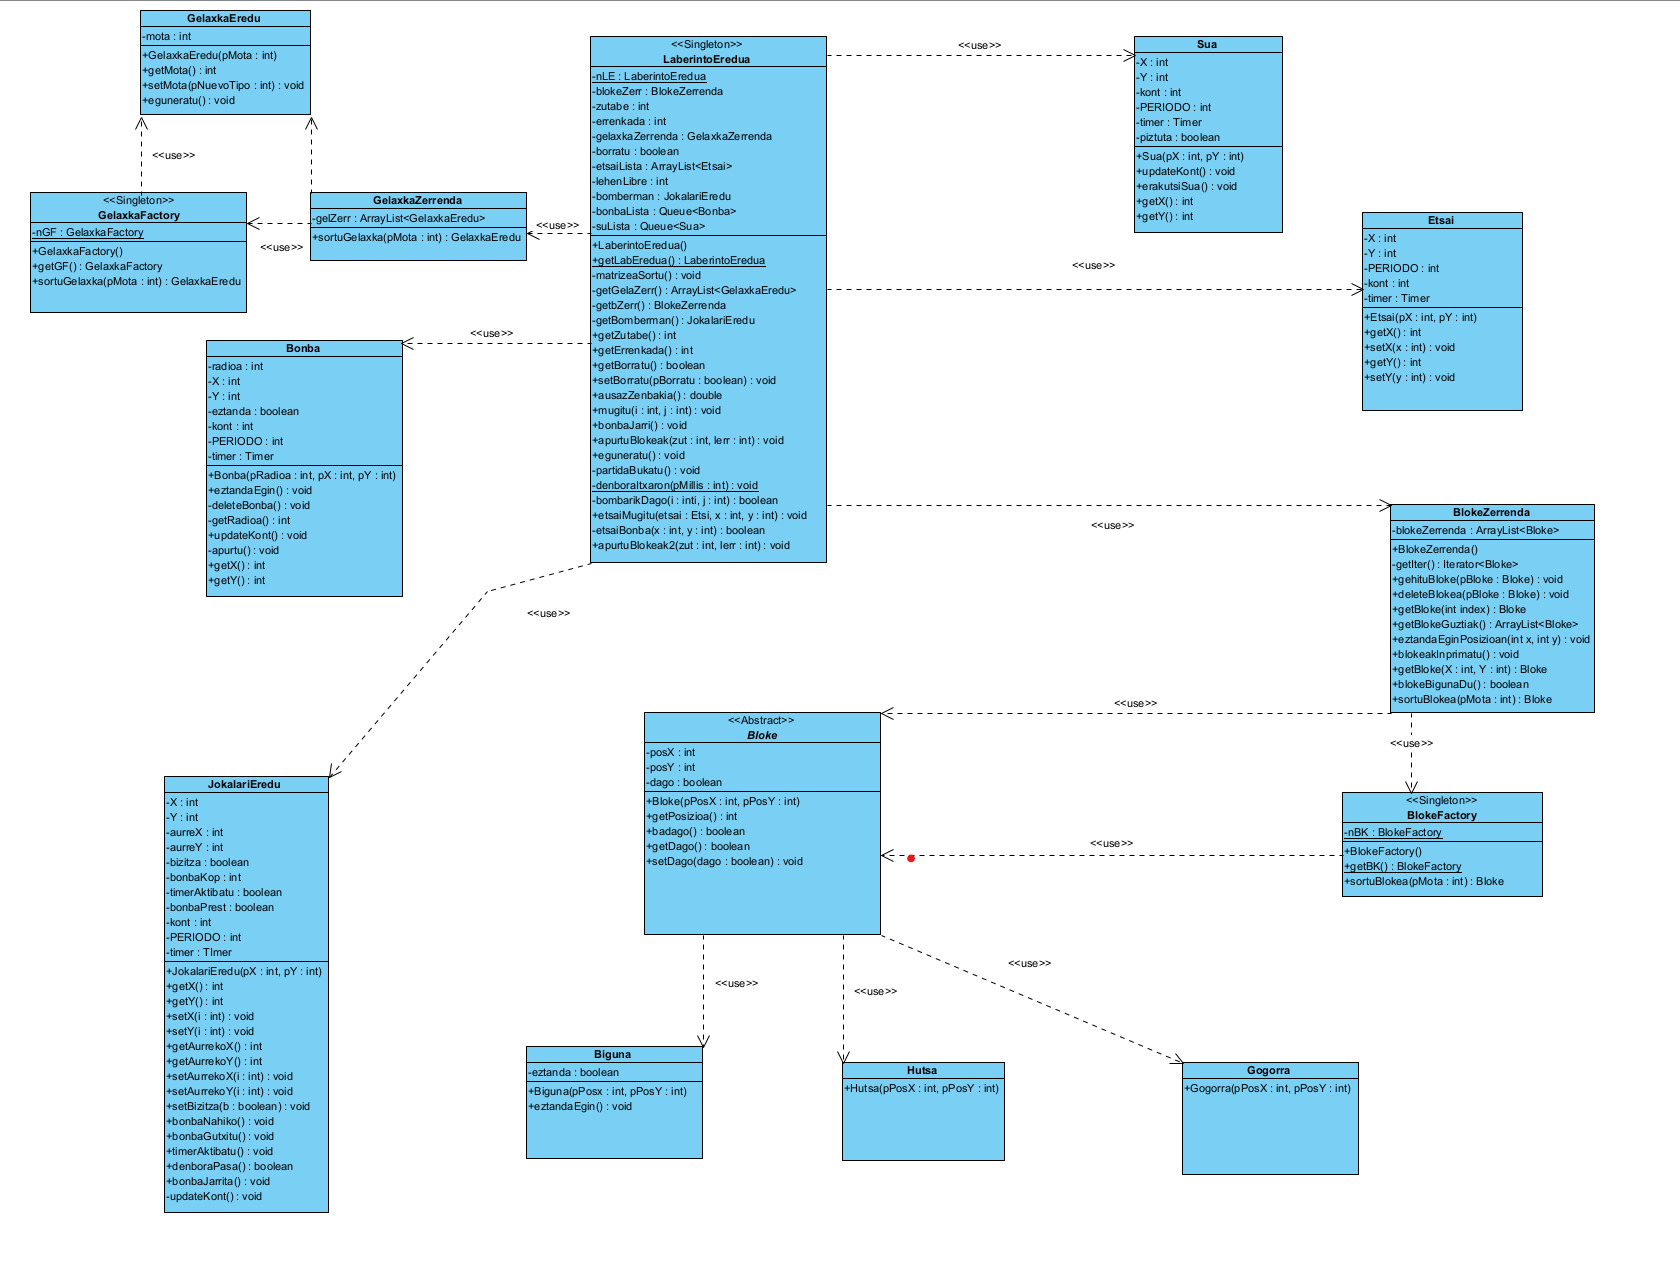 GelaxkaEredu
-mota : int
+GelaxkaEredu(pMota : int)
+getMota() : int
+setMota(pNuevoTipo : int) : void
+eguneratu() : void
<<use>>
<<Singleton>>
GelaxkaFactory
-nGF : GelaxkaFactory
+GelaxkaFactory()
+getGF() : GelaxkaFactory
+sortuGelaxka(pMota : int) : GelaxkaEredu
<<use>>
GelaxkaZerrenda
-gelZerr : ArrayList<GelaxkaEredu>
+sortuGelaxka(pMota : int) : GelaxkaEredu
<<use>>
<<Singleton>>
LaberintoEredua
-nLE : LaberintoEredua
-blokeZerr : BlokeZerrenda
-zutabe : int
-errenkada : int
-gelaxkaZerrenda : GelaxkaZerrenda
-borratu : boolean
-etsaiLista : ArrayList<Etsai>
-lehenLibre : int
-bomberman : JokalariEredu
-bonbaLista : Queue<Bonba>
-suLista : Queue<Sua>
+LaberintoEredua()
+getLabEredua() : LaberintoEredua
-matrizeaSortu() : void
-getGelaZerr() : ArrayList<GelaxkaEredu>
-getbZerr() : BlokeZerrenda
-getBomberman() : JokalariEredu
+getZutabe() : int
+getErrenkada() : int
+getBorratu() : boolean
+setBorratu(pBorratu : boolean) : void
+ausazZenbakia() : double
+mugitu(i : int, j : int) : void
+bonbaJarri() : void
+apurtuBlokeak(zut : int, lerr : int) : void
+eguneratu() : void
-partidaBukatu() : void
-denboraItxaron(pMillis : int) : void
-bombarikDago(i : inti, j : int) : boolean
+etsaiMugitu(etsai : Etsi, x : int, y : int) : void
-etsaiBonba(x : int, y : int) : boolean
+apurtuBlokeak2(zut : int, lerr : int) : void
<<use>>
Sua
-X : int
-Y : int
-kont : int
-PERIODO : int
-timer : Timer
-piztuta : boolean
+Sua(pX : int, pY : int)
+updateKont() : void
+erakutsiSua() : void
+getX() : int
+getY() : int
<<use>>
Etsai
-X : int
-Y : int
-PERIODO : int
-kont : int
-timer : Timer
+Etsai(pX : int, pY : int)
+getX() : int
+setX(x : int) : void
+getY() : int
+setY(y : int) : void
<<use>>
Bonba
-radioa : int
-X : int
-Y : int
-eztanda : boolean
-kont : int
-PERIODO : int
-timer : Timer
+Bonba(pRadioa : int, pX : int, pY : int)
+eztandaEgin() : void
-deleteBonba() : void
-getRadioa() : int
+updateKont() : void
-apurtu() : void
+getX() : int
+getY() : int
<<use>>
BlokeZerrenda
-blokeZerrenda : ArrayList<Bloke>
+BlokeZerrenda()
-getIter() : Iterator<Bloke>
+gehituBloke(pBloke : Bloke) : void
+deleteBlokea(pBloke : Bloke) : void
+getBloke(int index) : Bloke
+getBlokeGuztiak() : ArrayList<Bloke>
+eztandaEginPosizioan(int x, int y) : void
+blokeakInprimatu() : void
+getBloke(X : int, Y : int) : Bloke
+blokeBigunaDu() : boolean
+sortuBlokea(pMota : int) : Bloke
<<use>>
<<use>>
<<use>>
<<Abstract>>
Bloke
-posX : int
-posY : int
-dago : boolean
+Bloke(pPosX : int, pPosY : int)
+getPosizioa() : int
+badago() : boolean
+getDago() : boolean
+setDago(dago : boolean) : void
<<Singleton>>
BlokeFactory
-nBK : BlokeFactory
+BlokeFactory()
+getBK() : BlokeFactory
+sortuBlokea(pMota : int) : Bloke
<<use>>
JokalariEredu
-X : int
-Y : int
-aurreX : int
-aurreY : int
-bizitza : boolean
-bonbaKop : int
-timerAktibatu : boolean
-bonbaPrest : boolean
-kont : int
-PERIODO : int
-timer : TImer
+JokalariEredu(pX : int, pY : int)
+getX() : int
+getY() : int
+setX(i : int) : void
+setY(i : int) : void
+getAurrekoX() : int
+getAurrekoY() : int
+setAurrekoX(i : int) : void
+setAurrekoY(i : int) : void
+setBizitza(b : boolean) : void
+bonbaNahiko() : void
+bonbaGutxitu() : void
+timerAktibatu() : void
+denboraPasa() : boolean
+bonbaJarrita() : void
-updateKont() : void
<<use>>
<<use>>
<<use>>
Biguna
-eztanda : boolean
+Biguna(pPosx : int, pPosY : int)
+eztandaEgin() : void
Hutsa
+Hutsa(pPosX : int, pPosY : int)
Gogorra
+Gogorra(pPosX : int, pPosY : int)